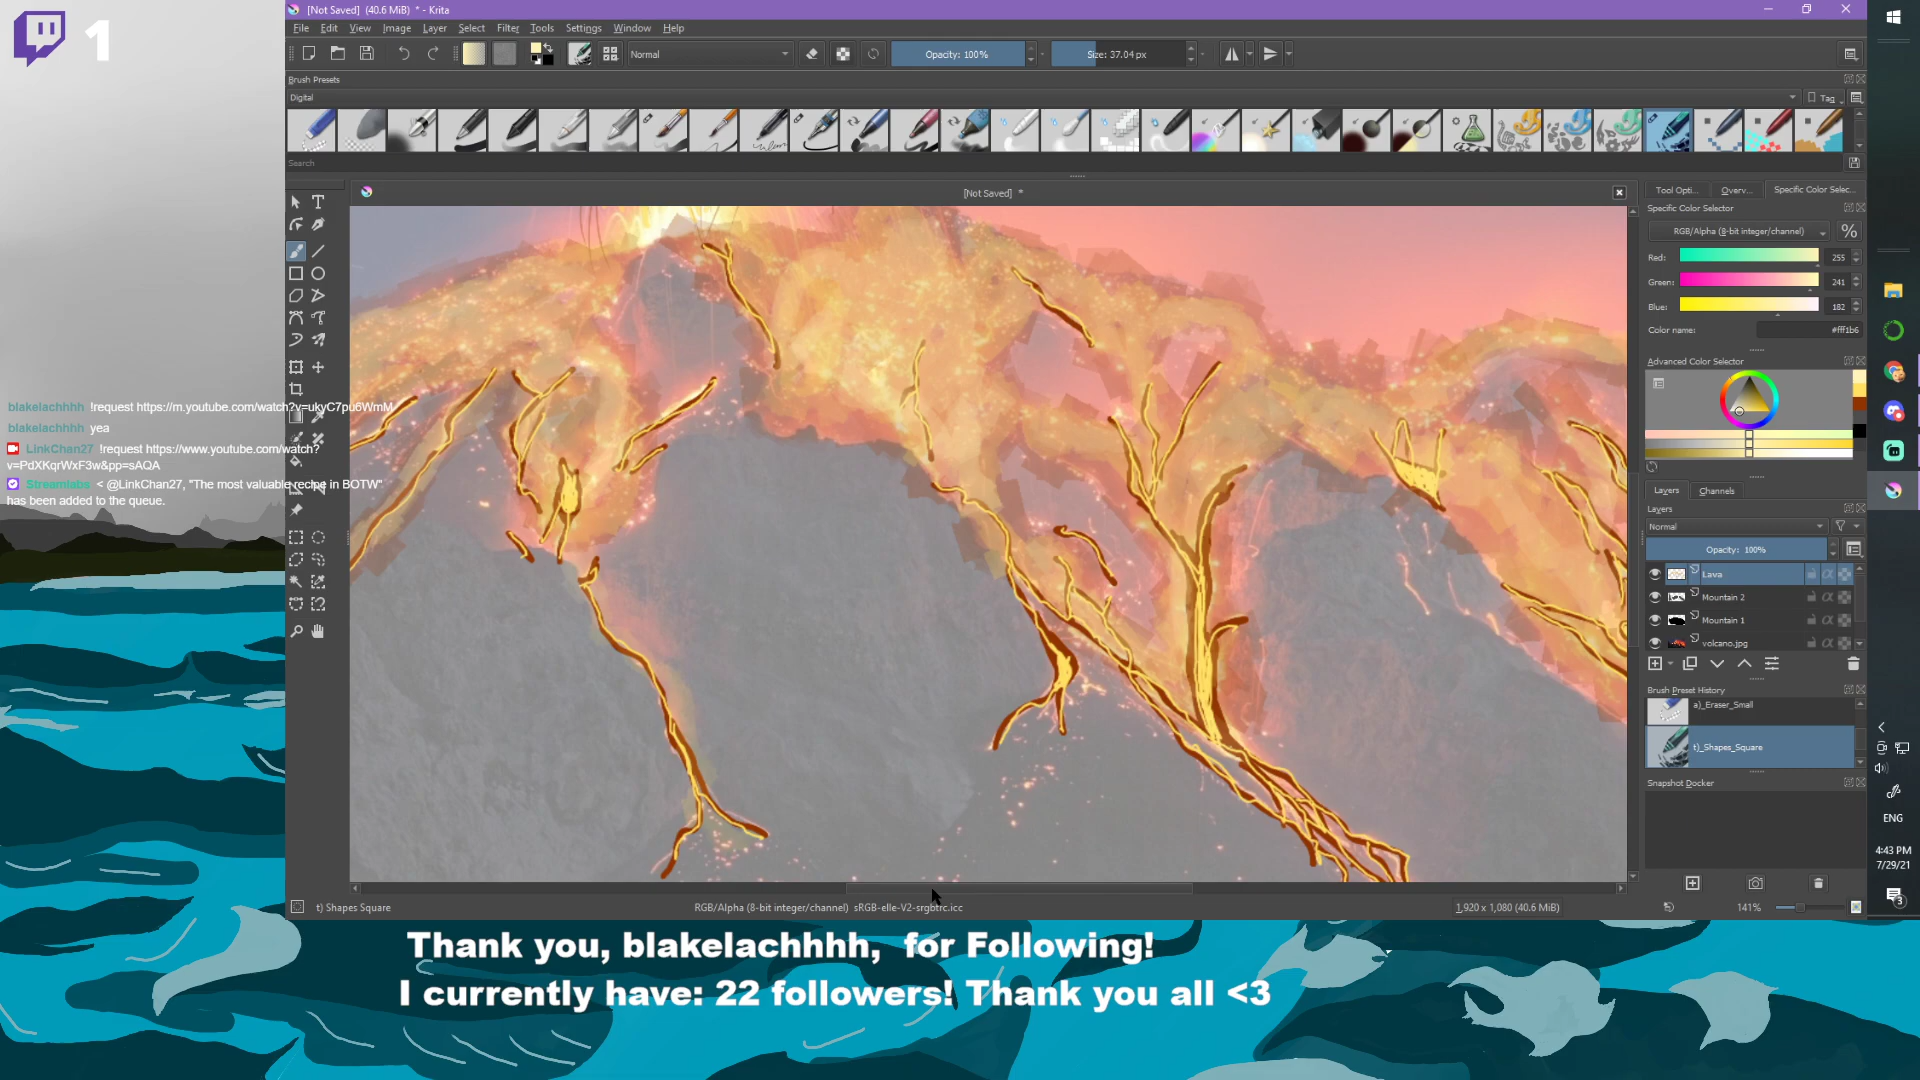 1
[Not Saved] (40.6 MiB) * - Krita
File Edit View Image Layer Select Filter Tools Settings Window Help
Normal
Opacity: 100%
Size: 37.04 px
Brush Presets
Digital
Tag
Search
[Not Saved] *
Tool Opti... Overv... Specific Color Selec...
Specific Color Selector
RGB/Alpha (8-bit integer/channel)
%
Red: 255
Green: 241
Blue: 182
Color name: #fff1b6
Advanced Color Selector
Layers Channels
Layers
Normal
Opacity: 100%
Lava
Mountain 2
Mountain 1
volcano.jpg
Brush Preset History
a)_Eraser_Small
t)_Shapes_Square
Snapshot Docker
blakelachhhh !request https://m.youtube.com/watch?v=ukyC7pu6WmM
blakelachhhh yea
LinkChan27 !request https://www.youtube.com/watch?
v=PdXKqrWxF3w&pp=sAQA
Streamlabs < @LinkChan27, "The most valuable recipe in BOTW"
has been added to the queue.
t) Shapes Square
RGB/Alpha (8-bit integer/channel) sRGB-elle-V2-srgbtrc.icc
1,920 x 1,080 (40.6 MiB)
141%
ENG
4:43 PM
7/29/21
3
Thank you, blakelachhhh, for Following!
I currently have: 22 followers! Thank you all <3